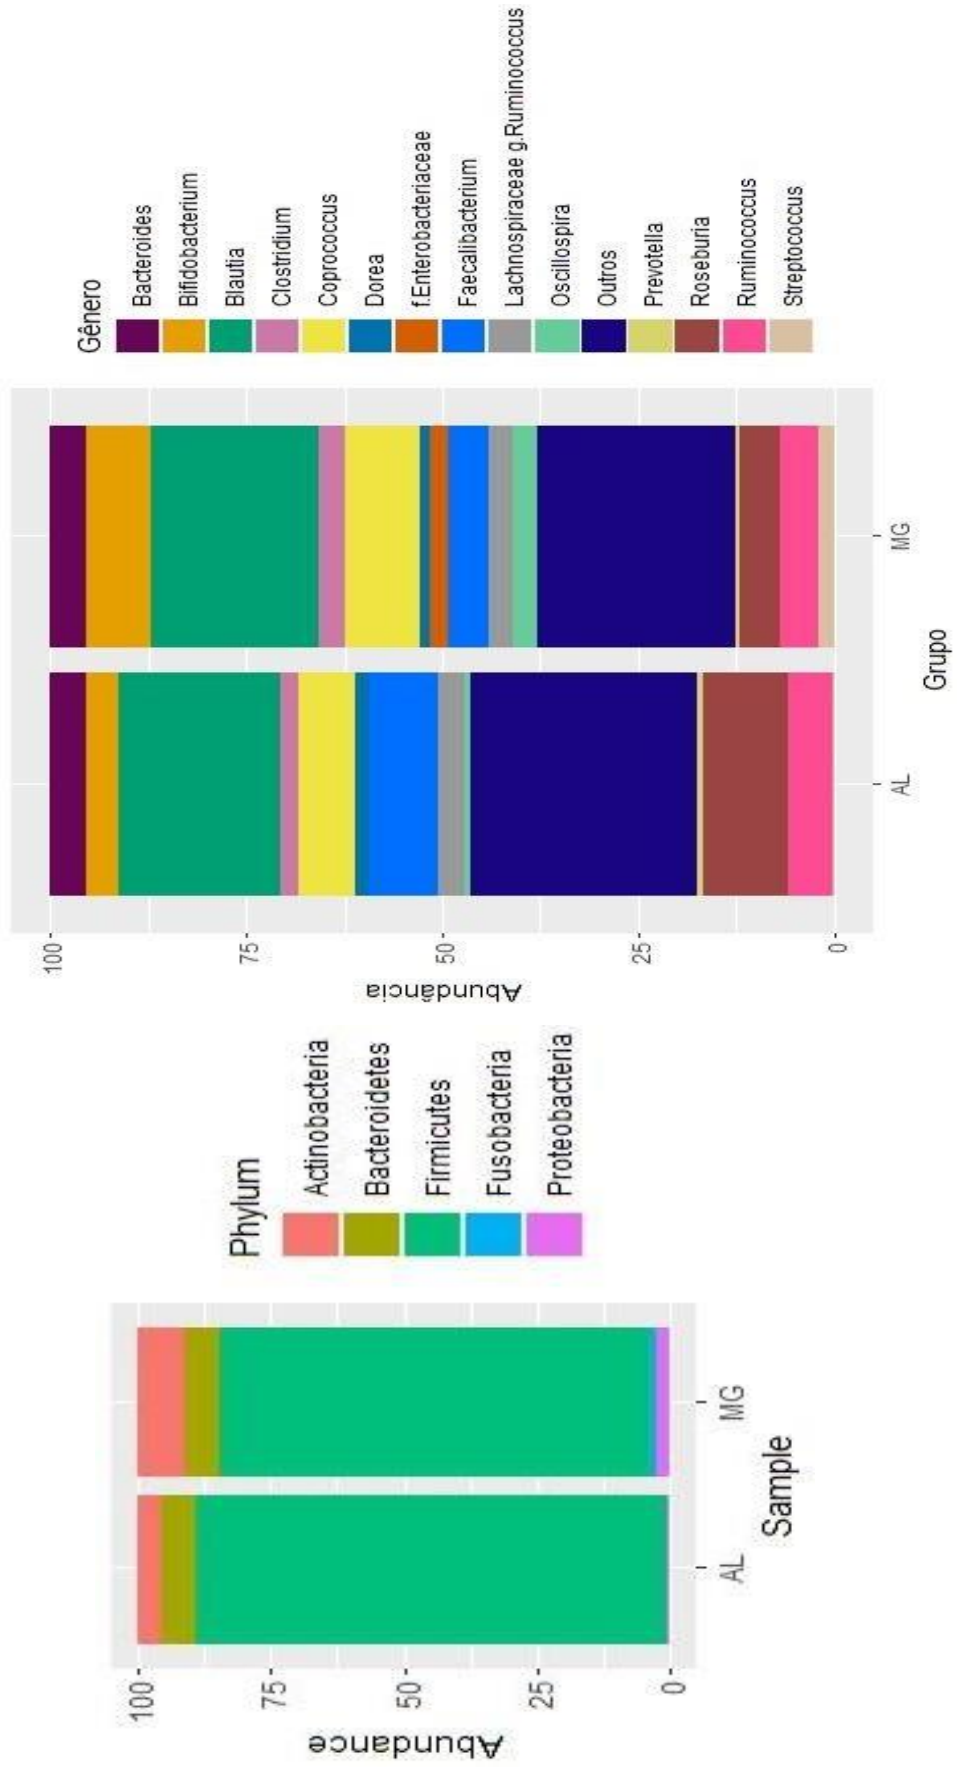 Abundance
100
75
50
25
0
AL
MG
Sample
Phylum
Actinobacteria
Bacteroidetes
Firmicutes
Fusobacteria
Proteobacteria
Abundância
100
75
50
25
0
AL
MG
Grupo
Gênero
Bacteroides
Bifidobacterium
Blautia
Clostridium
Coprococcus
Dorea
f.Enterobacteriaceae
Faecalibacterium
Lachnospiraceae g.Ruminococcus
Oscillospira
Outros
Prevotella
Roseburia
Ruminococcus
Streptococcus